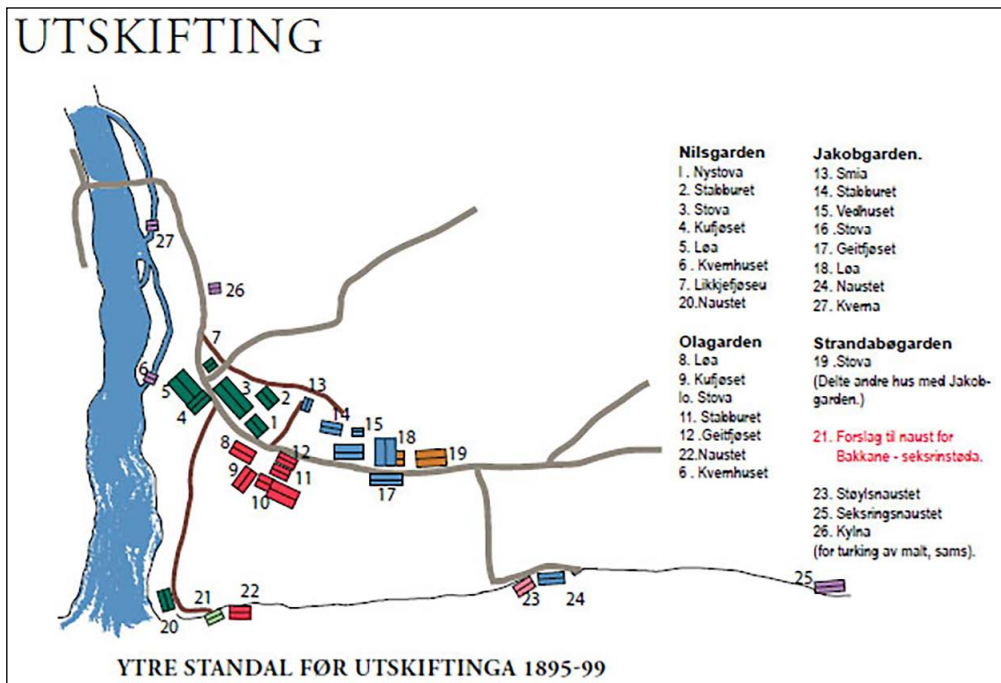 UTSKIFTING
Nilsgarden
I . Nystova
2. Stabburet
3. Stova
4. Kufjøset
5. Løa
6 . Kvernhuset
7. Likkjefjøseu
20.Naustet
Olagarden
8. Løa
9. Kufjøset
Io. Stova
11. Stabburet
12 .Geitfjøset
22.Naustet
6 . Kvernhuset
Jakobgarden.
13. Smia
14. Stabburet
15. Vedhuset
16 .Stova
17. Geitfjøset
18. Løa
24. Naustet
27. Kverna
Strandabøgarden
19 .Stova
(Delte andre hus med Jakob-
garden.)
21. Forslag til naust for
Bakkane - seksrinstøda.
23. Støylsnaustet
25. Seksringsnaustet
26. Kylna
(for turking av malt, sams).
27
26
7
6
5
4
3
2
1
13
14
15
18
19
8
12
9
11
10
17
20
21
22
23
24
25
YTRE STANDAL FØR UTSKIFTINGA 1895-99